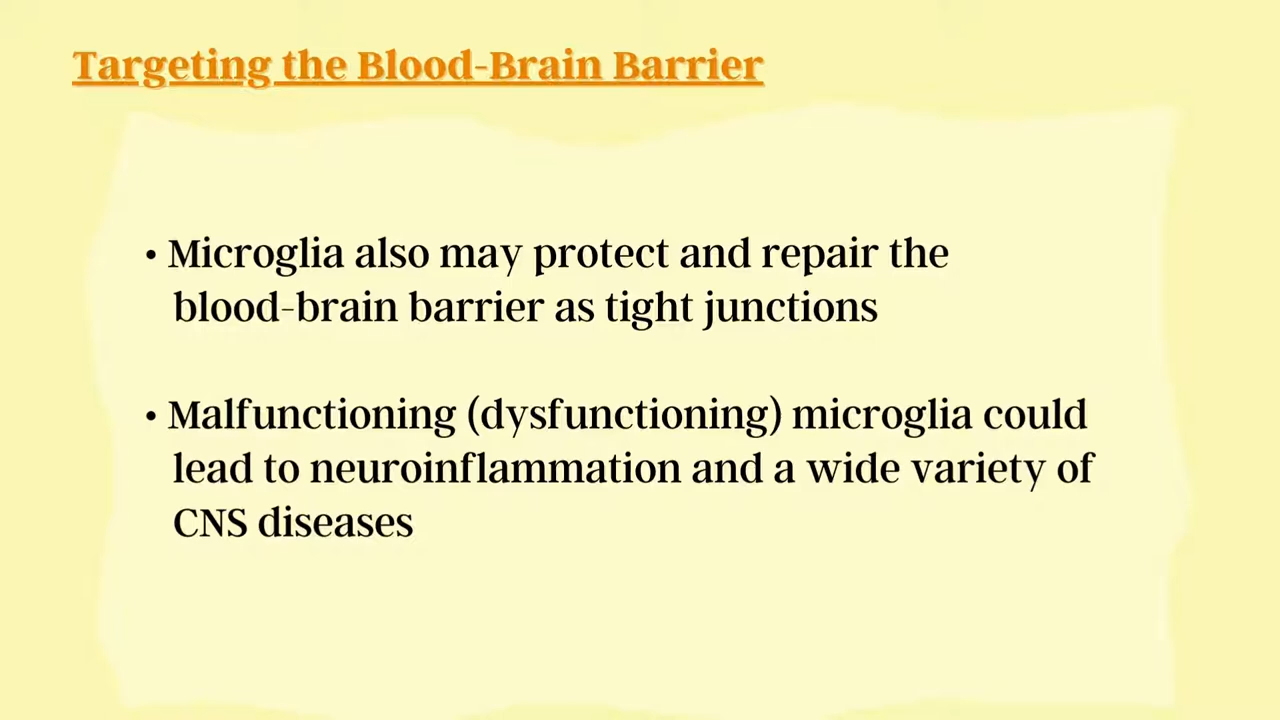 Targeting the Blood-Brain Barrier
• Microglia also may protect and repair the
blood-brain barrier as tight junctions
• Malfunctioning (dysfunctioning) microglia could
lead to neuroinflammation and a wide variety of
CNS diseases